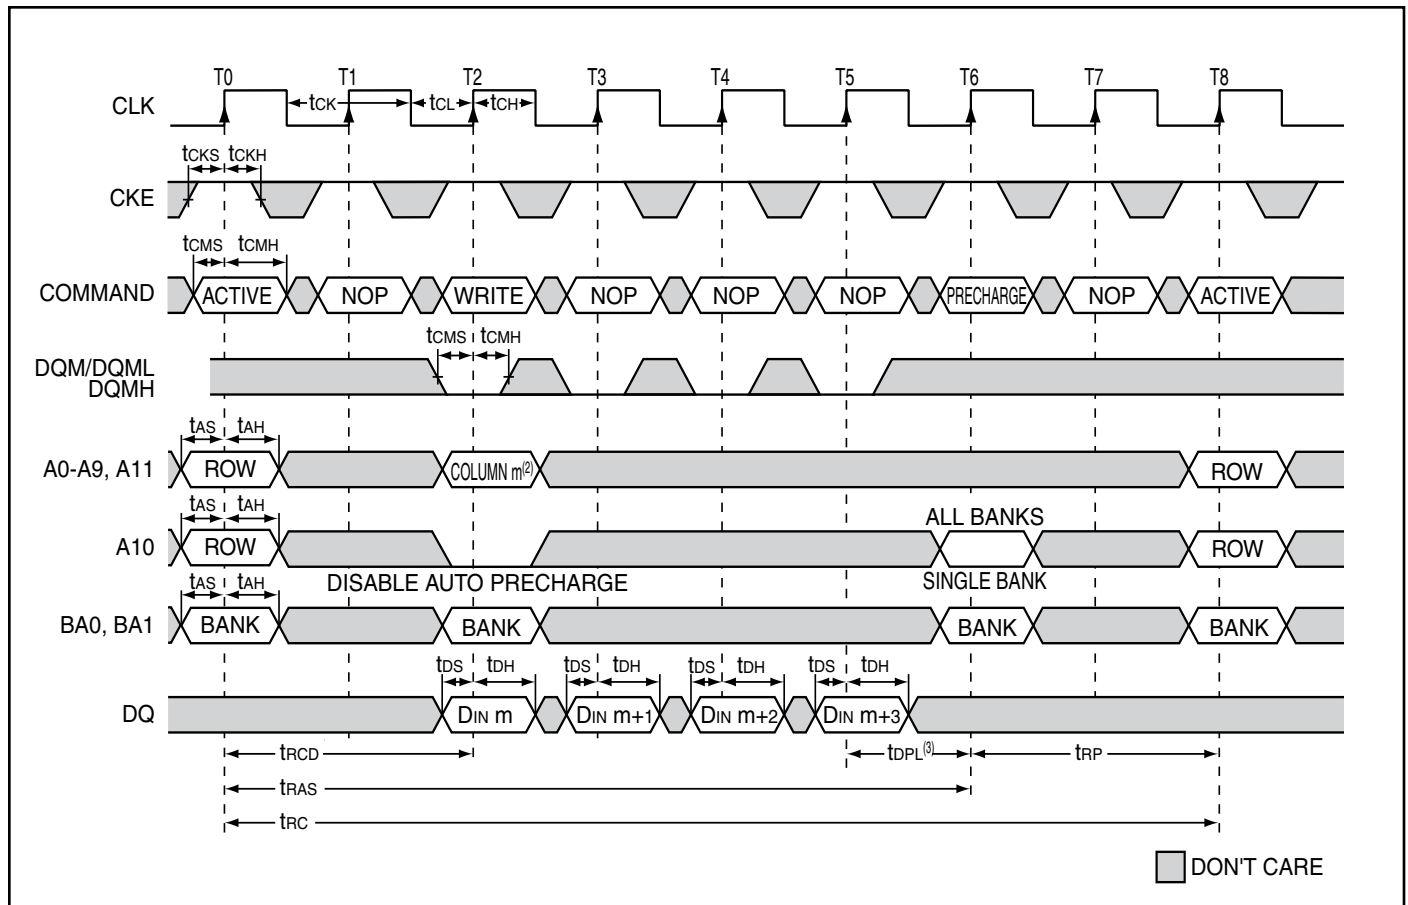 T0 T1 T2 T3 T4 T5 T6 T7 T8
CLK tCK tCL tCH
tCKS tCKH
CKE
tCMS tCMH
COMMAND ACTIVE NOP WRITE NOP NOP NOP PRECHARGE NOP ACTIVE
tCMS tCMH
DQM/DQML
DQMH
tAS tAH
A0-A9, A11 ROW COLUMN m(2) ROW
tAS tAH
ALL BANKS
A10 ROW ROW
DISABLE AUTO PRECHARGE SINGLE BANK
tAS tAH
BA0, BA1 BANK BANK BANK BANK
tDS tDH tDS tDH tDS tDH tDS tDH
DQ DIN m DIN m+1 DIN m+2 DIN m+3
tRCD tDPL(3) tRP
tRAS
tRC
DON'T CARE